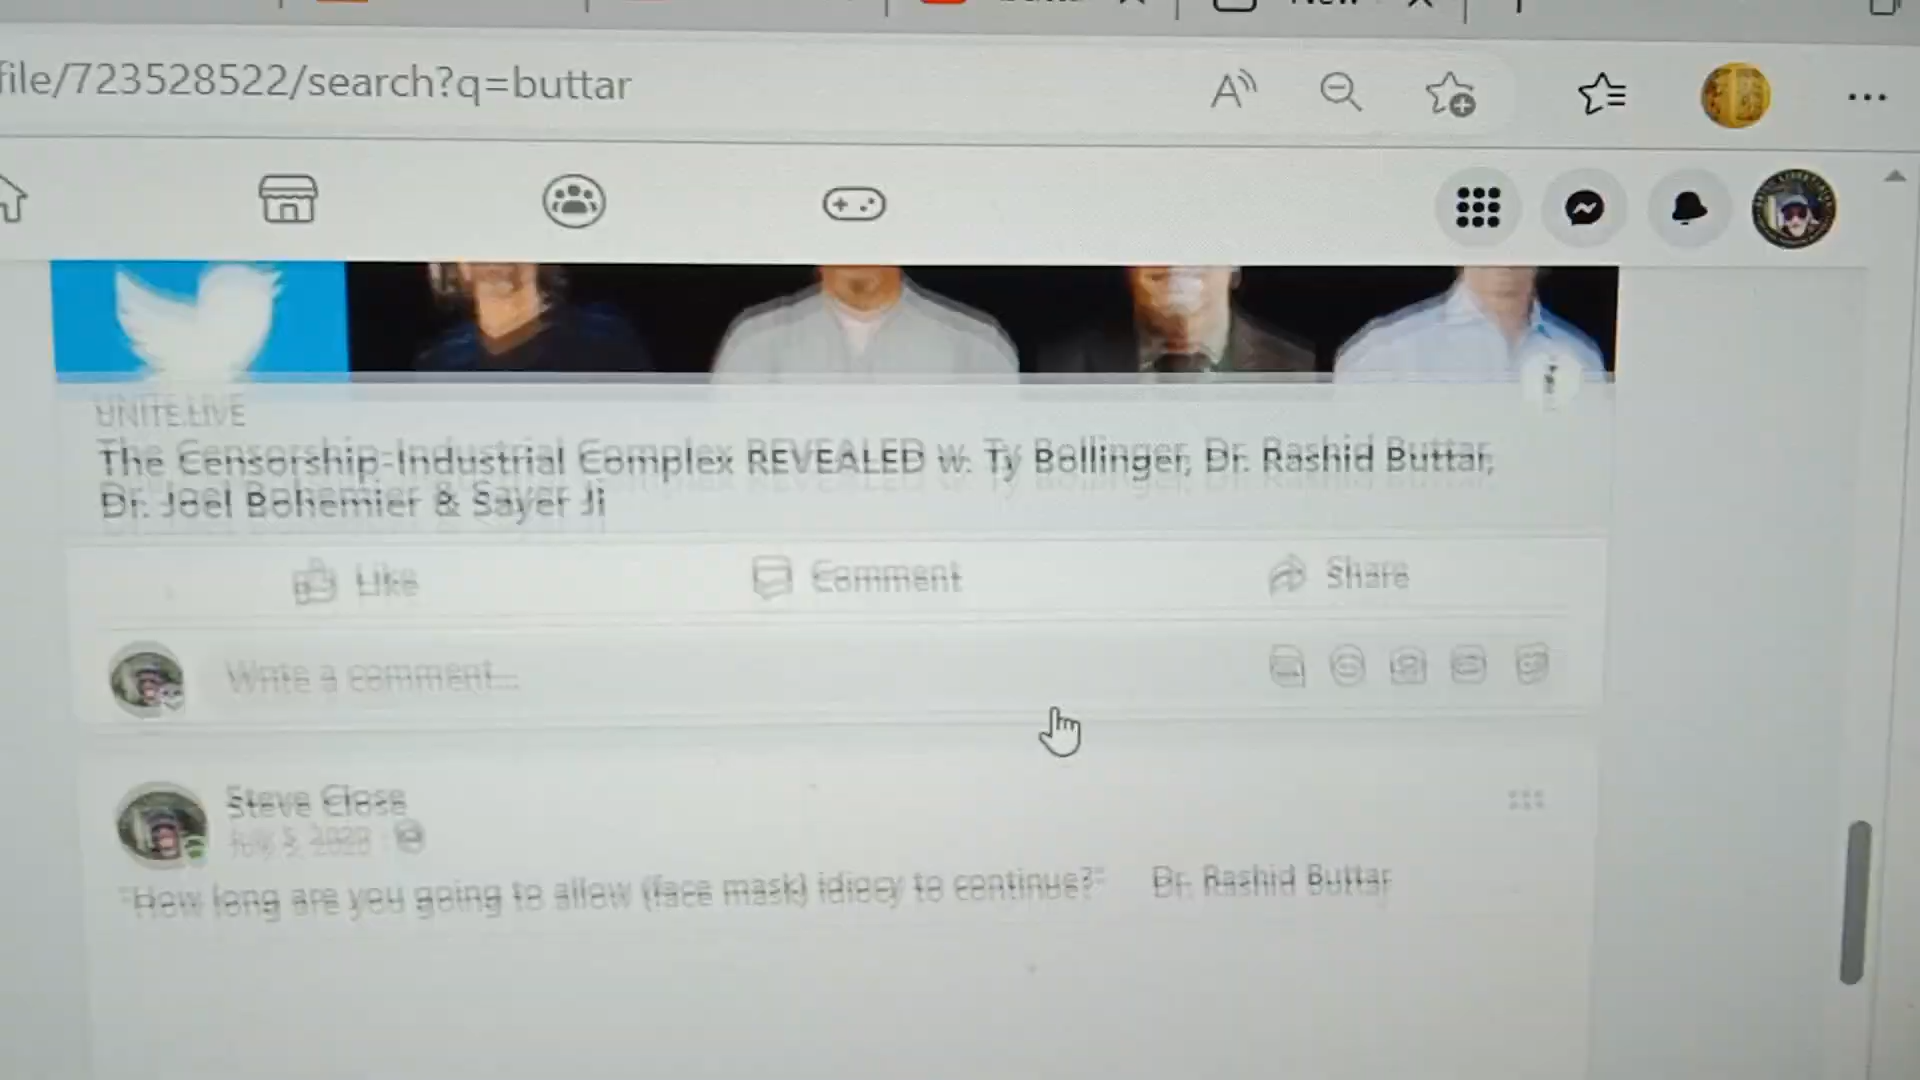 file/723528522/search?q=buttar
UNITE.LIVE
The Censorship-Industrial Complex REVEALED w. Ty Bollinger, Dr. Rashid Buttar,
Dr. Joel Bohemier & Sayer Ji
Like
Comment
Share
Write a comment...
Steve Close
"How long are you going to allow (face mask) idiocy to continue?" Dr. Rashid Buttar